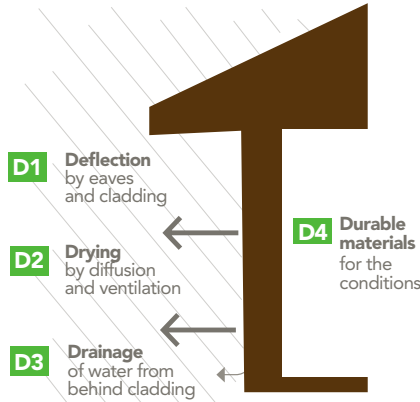 D1 Deflection
by eaves
and cladding
D2 Drying
by diffusion
and ventilation
D3 Drainage
of water from
behind cladding
D4 Durable
materials
for the
conditions